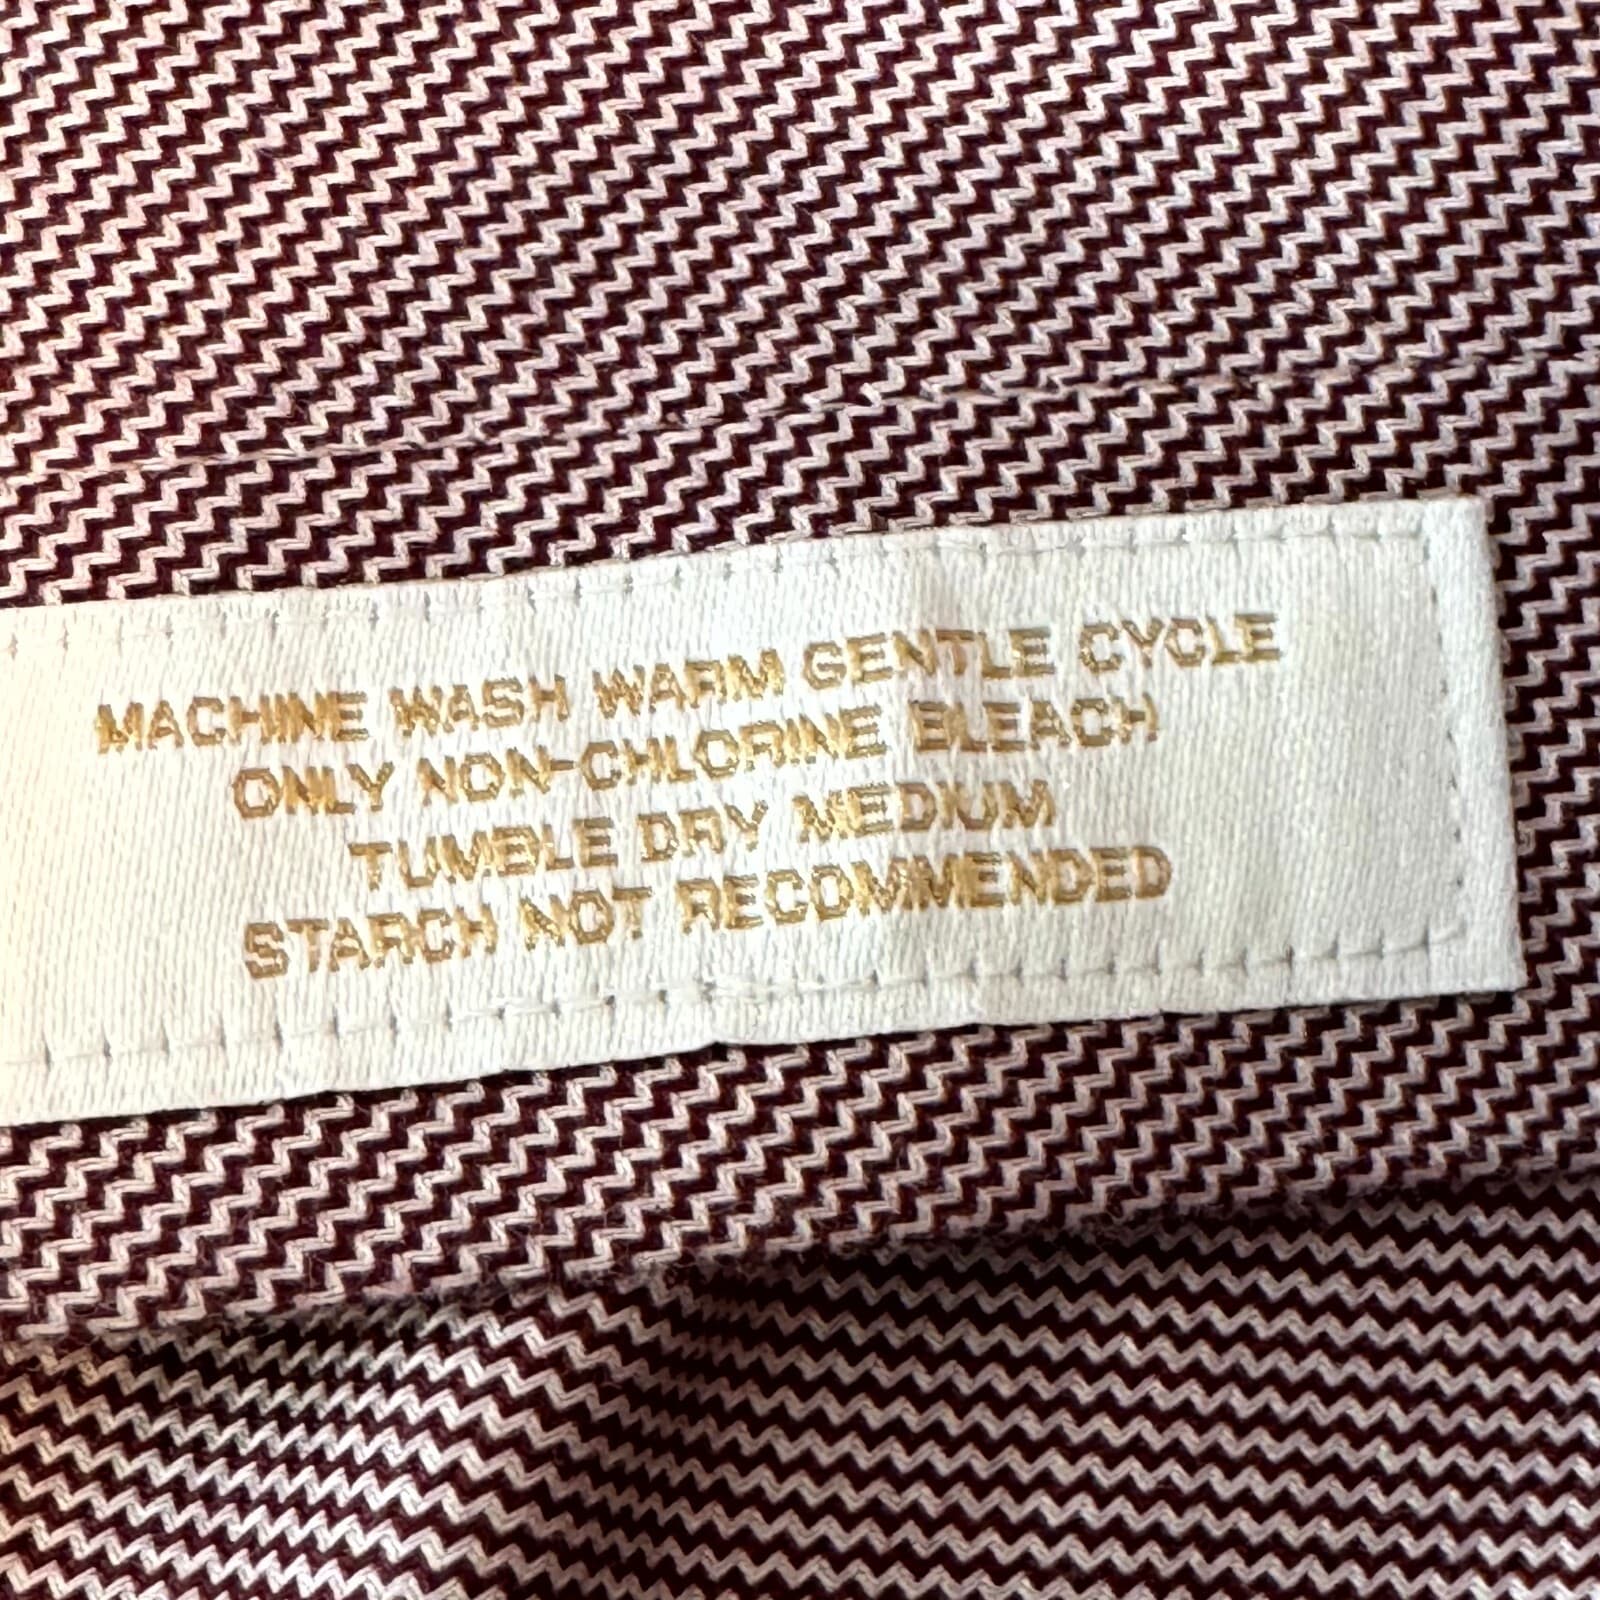 MACHINE WASH WARM GENTLE CYCLE
ONLY NON-CHLORINE BLEACH
TUMBLE DRY MEDIUM
STARCH NOT RECOMMENDED